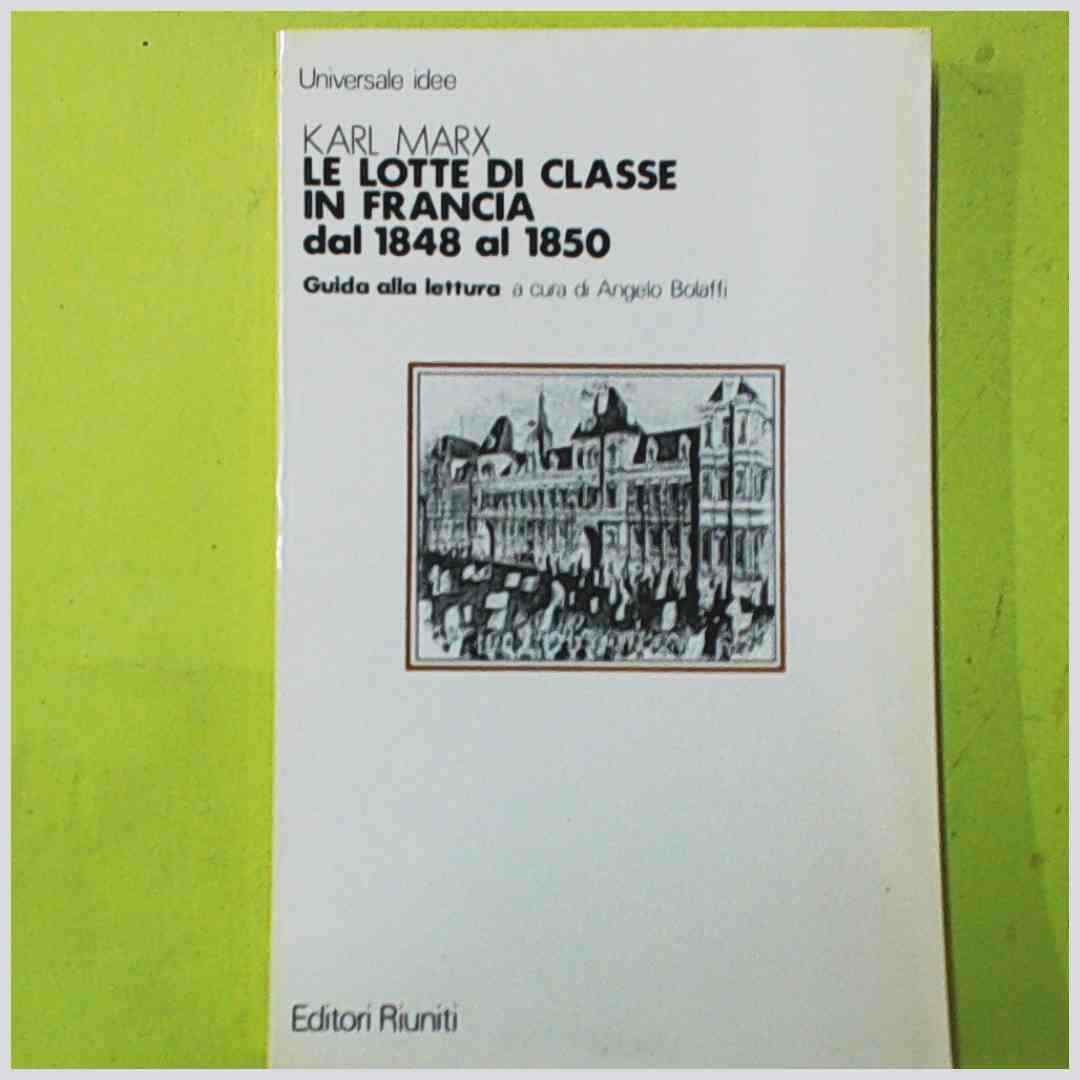 Universale idee
KARL MARX
LE LOTTE DI CLASSE
IN FRANCIA
dal 1848 al 1850
Guida alla lettura a cura di Angelo Bolaffi
Editori Riuniti